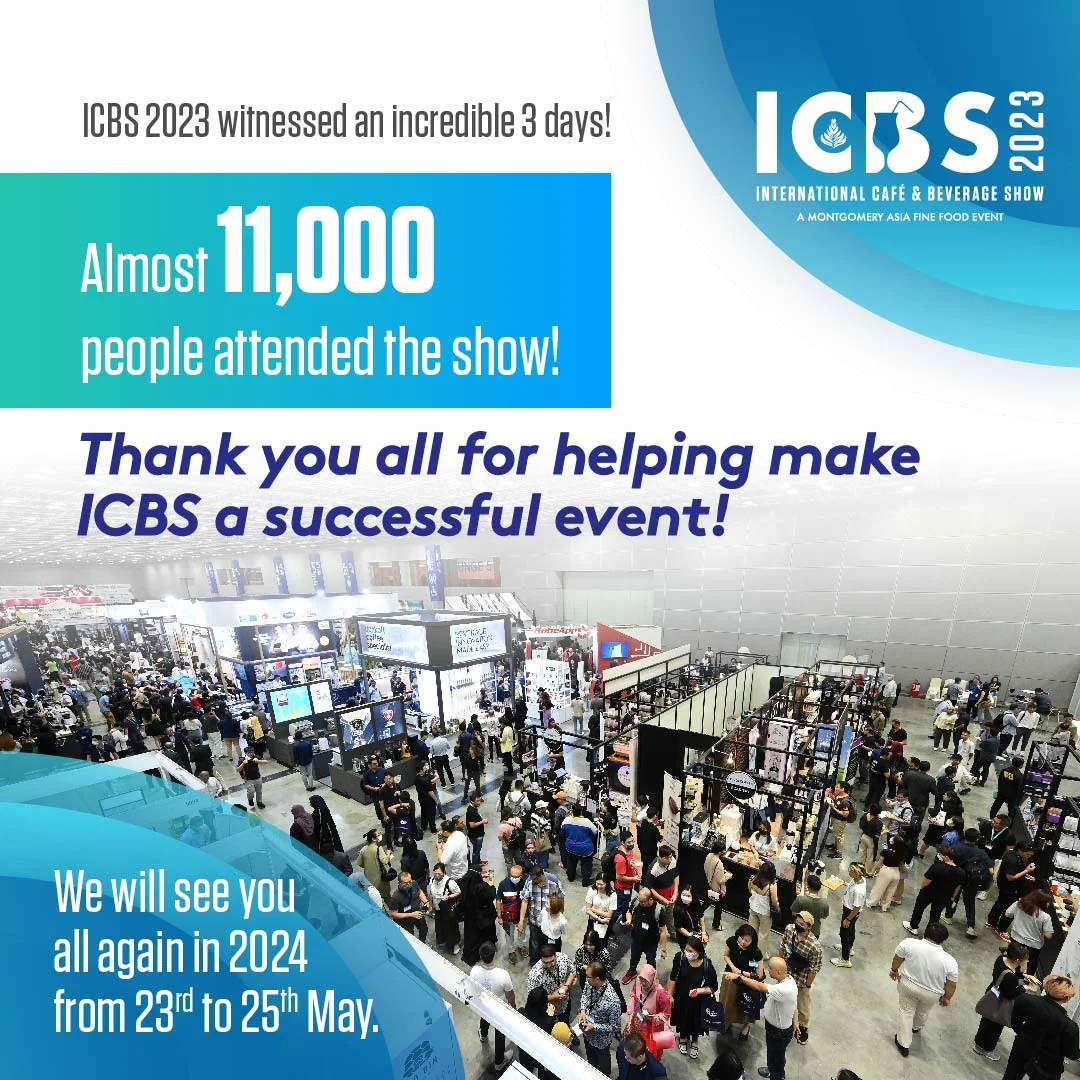 ICBS 2023 witnessed an incredible 3 days!
ICBS 2023
INTERNATIONAL CAFÉ & BEVERAGE SHOW
A MONTGOMERY ASIA FINE FOOD EVENT
Almost 11,000
people attended the show!
Thank you all for helping make
ICBS a successful event!
We will see you
all again in 2024
from 23rd to 25th May.